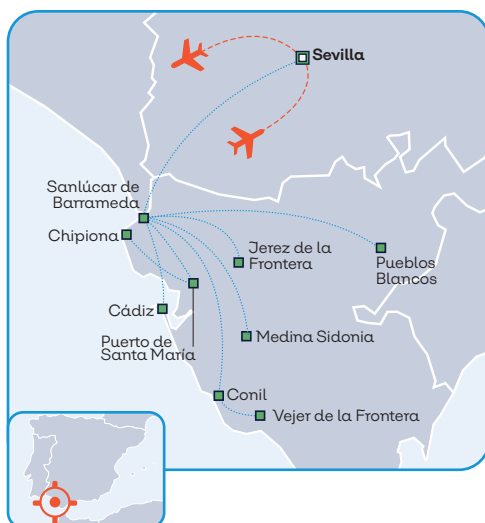 Sevilla
Sanlúcar de
Barrameda
Chipiona
Jerez de la
Frontera
Pueblos
Blancos
Cádiz
Puerto de
Santa María
Medina Sidonia
Conil
Vejer de la Frontera